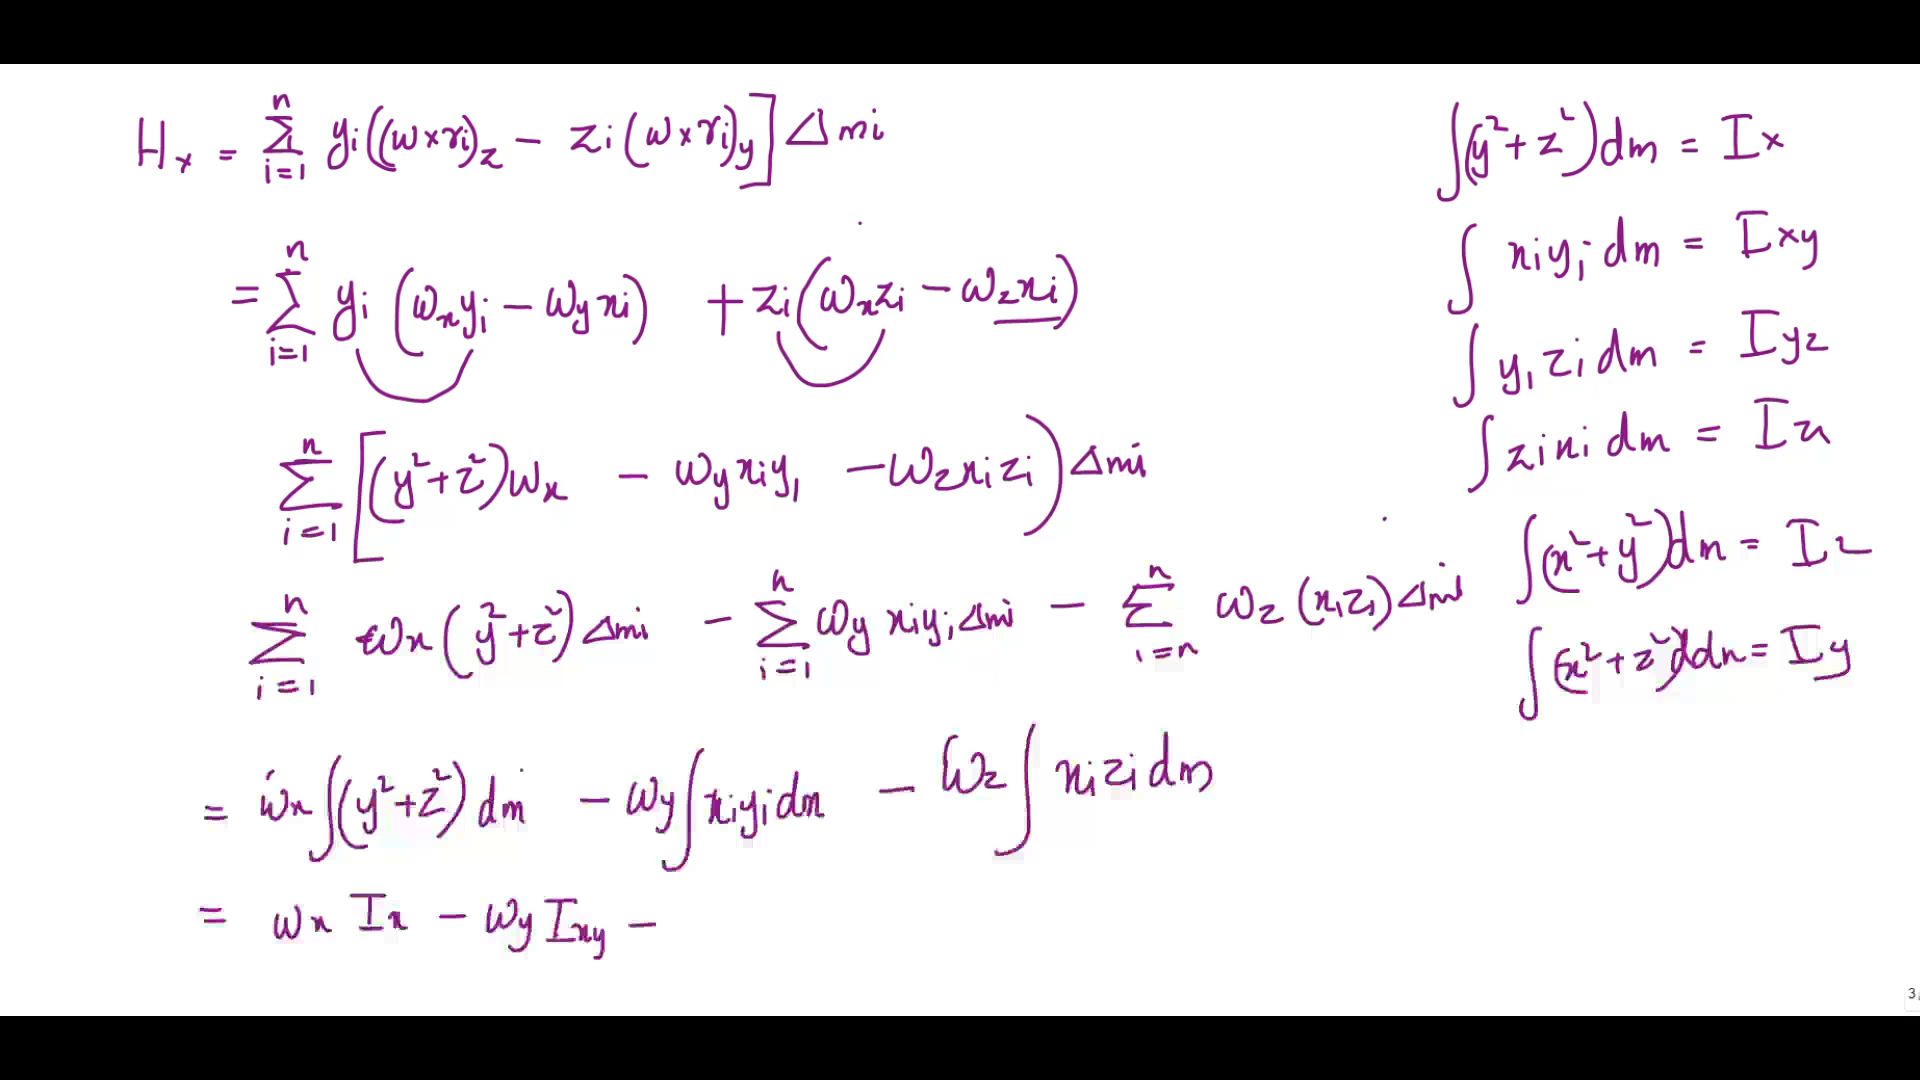 Hx = Σ_{i=1}^{n} yi((ω×ri)z − zi(ω×ri)y] Δmi
= Σ_{i=1}^{n} yi (ωx yi − ωy xi) + zi(ωx zi − ωz xi)
Σ_{i=1}^{n} [(y²+z²)ωx − ωy xi yi − ωz xi zi) Δmi
Σ_{i=1}^{n} ωx (y²+z²) Δmi − Σ_{i=1}^{n} ωy xi yi Δmi − Σ_{i=n}^{n} ωz (xi zi) Δmi
= ωx ∫(y²+z²) dm − ωy ∫ xi yi dm − ωz ∫ xi zi dm
= ωx Ix − ωy Ixy −
∫(y²+z²)dm = Ix
∫ xi yi dm = Ixy
∫ yi zi dm = Iyz
∫ zi xi dm = Izx
∫(x²+y²)dm = Iz
∫(x²+z²)ddm = Iy
3